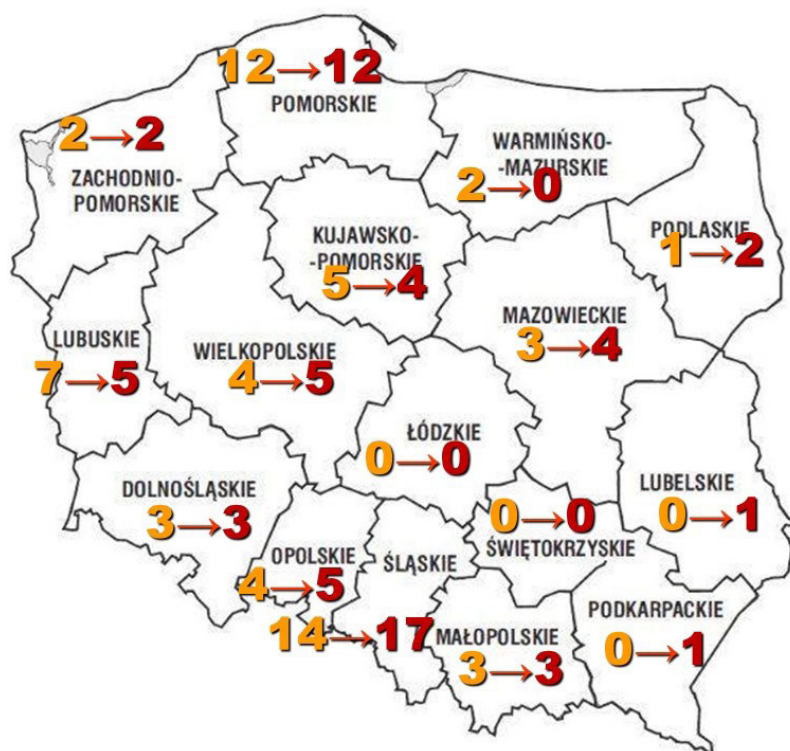 12→12
POMORSKIE
2→2
ZACHODNIO-
POMORSKIE
WARMIŃSKO-
-MAZURSKIE
2→0
PODLASKIE
1→2
KUJAWSKO-
-POMORSKIE
5→4
MAZOWIECKIE
3→4
LUBUSKIE
7→5
WIELKOPOLSKIE
4→5
ŁÓDZKIE
0→0
LUBELSKIE
0→1
DOLNOŚLĄSKIE
3→3
0→0
ŚWIĘTOKRZYSKIE
OPOLSKIE
4→5
ŚLĄSKIE
14→17
MAŁOPOLSKIE
3→3
PODKARPACKIE
0→1